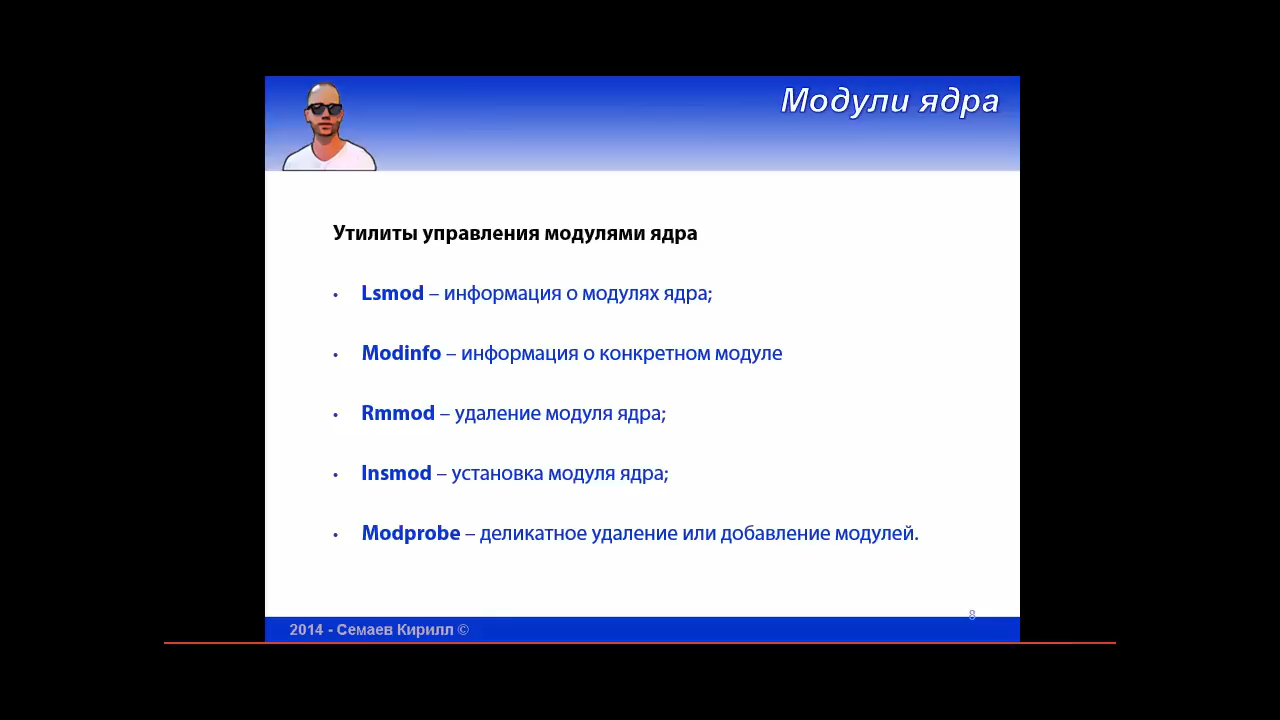 Модули ядра
Утилиты управления модулями ядра
• Lsmod – информация о модулях ядра;
• Modinfo – информация о конкретном модуле
• Rmmod – удаление модуля ядра;
• Insmod – установка модуля ядра;
• Modprobe – деликатное удаление или добавление модулей.
8
2014 - Семаев Кирилл ©